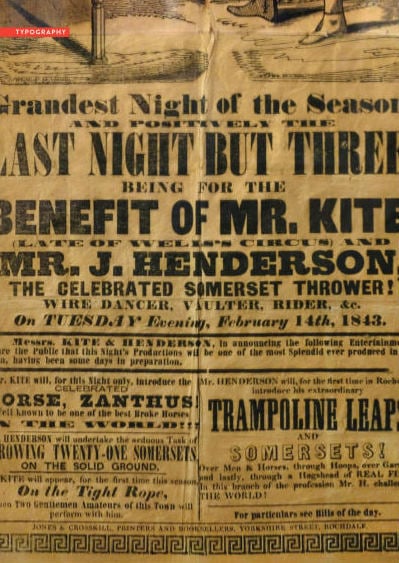 TYPOGRAPHY
Grandest Night of the Season
AND POSITIVELY THE
LAST NIGHT BUT THREE
BEING FOR THE
BENEFIT OF MR. KITE
(LATE OF WELLS'S CIRCUS) AND
MR. J. HENDERSON,
THE CELEBRATED SOMERSET THROWER!
WIRE DANCER, VAULTER, RIDER, &c.
On TUESDAY Evening, February 14th, 1843.
Messrs. KITE & HENDERSON, in announcing the following Entertainme
ure the Public that this Night's Productions will be one of the most Splendid ever produced in
n, having been some days in preparation.
r. KITE will, for this Night only, introduce the
CELEBRATED
ORSE, ZANTHUS!
ell known to be one of the best Broke Horses
IN THE WORLD!!!
HENDERSON will undertake the arduous Task of
ROWING TWENTY-ONE SOMERSETS,
ON THE SOLID GROUND.
KITE will appear, for the first time this season,
On the Tight Rope,
en Two Gentlemen Amateurs of this Town will
perform with him.
Mr. HENDERSON will, for the first time in Roch
introduce his extraordinary
TRAMPOLINE LEAPS
AND
SOMERSETS!
Over Men & Horses, through Hoops, over Gar
and lastly, through a Hogshead of REAL FI
In this branch of the profession Mr. H. challe
THE WORLD!
For particulars see Bills of the day.
JONES & CROSSKILL, PRINTERS AND BOOKSELLERS, YORKSHIRE STREET, ROCHDALE.